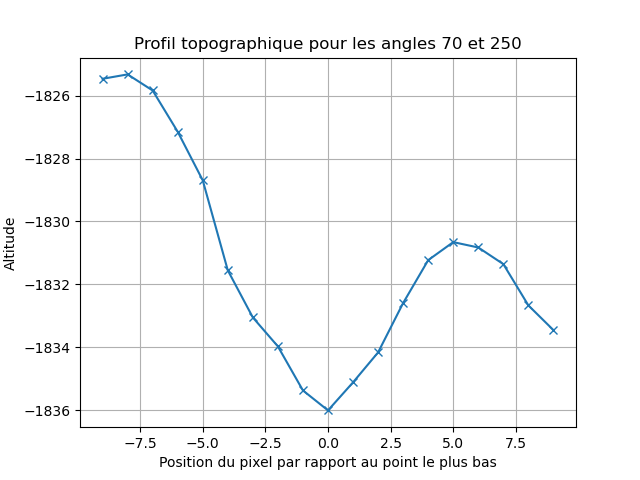 Profil topographique pour les angles 70 et 250
−1826
−1828
−1830
−1832
−1834
−1836
Altitude
−7.5 −5.0 −2.5 0.0 2.5 5.0 7.5
Position du pixel par rapport au point le plus bas